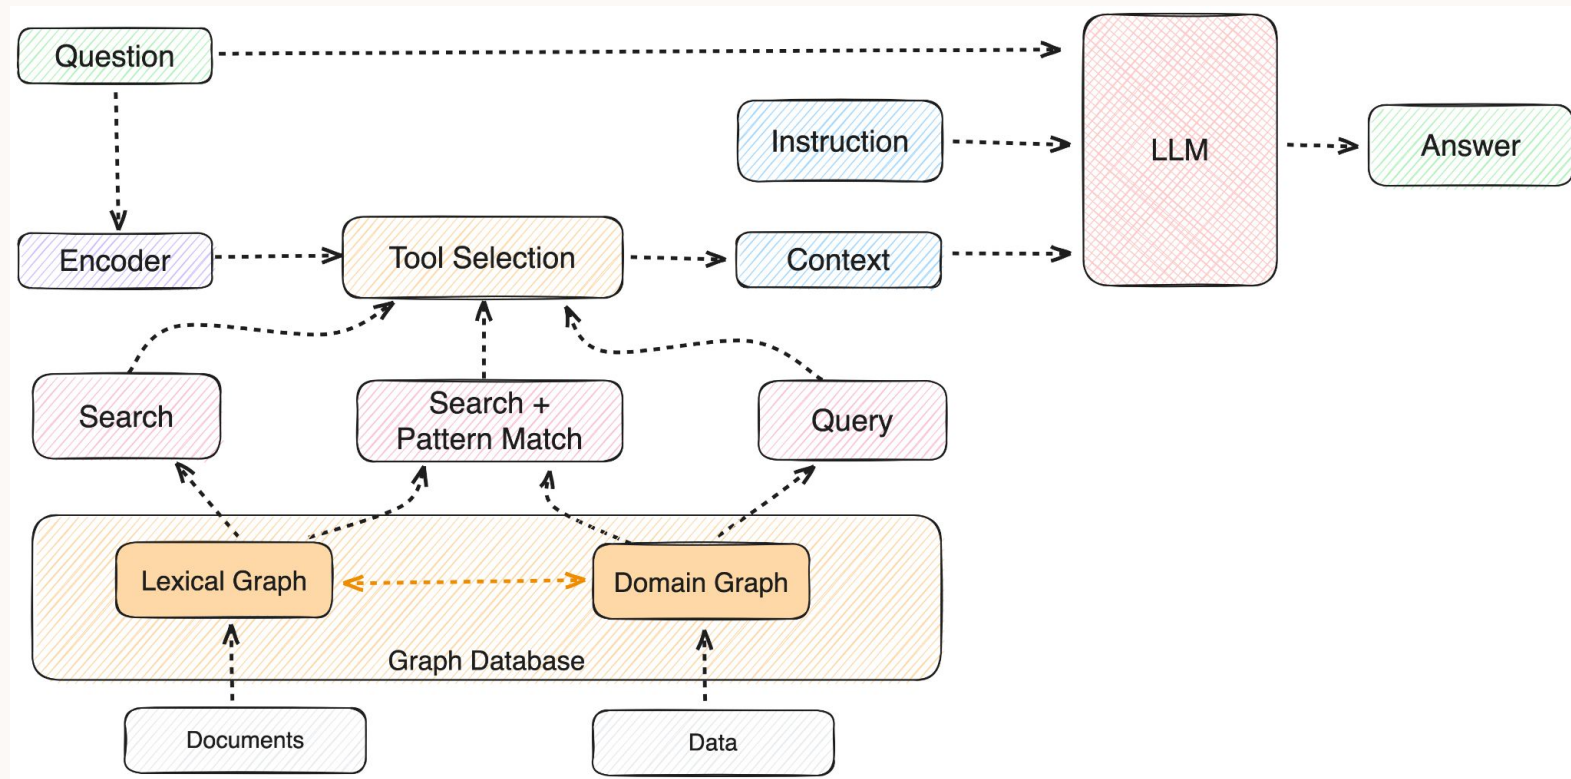 Question
Instruction
LLM
Answer
Encoder
Tool Selection
Context
Search
Search +
Pattern Match
Query
Lexical Graph
Domain Graph
Graph Database
Documents
Data